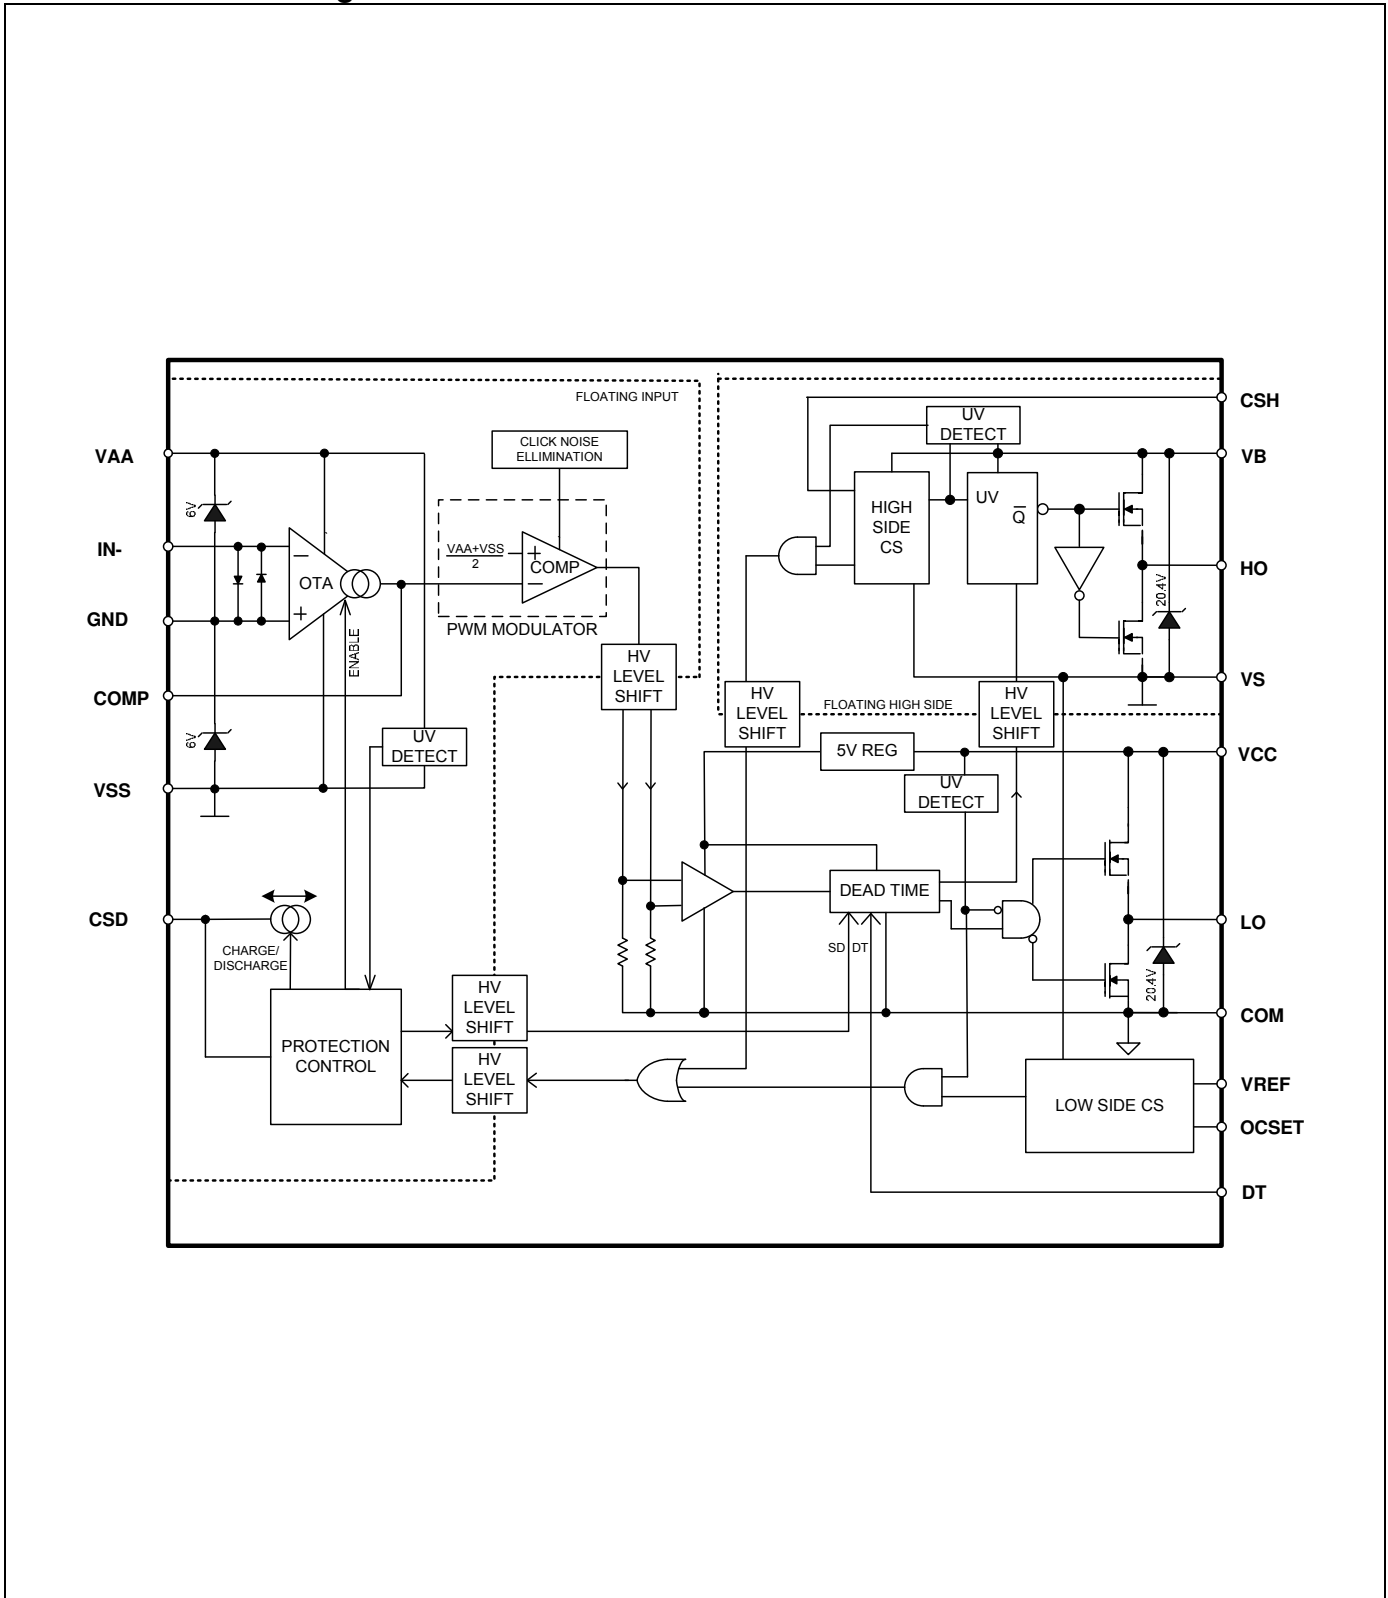 FLOATING INPUT
CSH
UV
DETECT
CLICK NOISE
ELLIMINATION
VAA
VB
6V
HIGH
SIDE
CS
UV
Q
IN-
VAA+VSS
2
+
COMP
−
−
OTA
+
HO
20.4V
GND
PWM MODULATOR
ENABLE
HV
LEVEL
SHIFT
VS
COMP
HV
LEVEL
SHIFT
FLOATING HIGH SIDE
HV
LEVEL
SHIFT
6V
UV
DETECT
5V REG
VCC
VSS
UV
DETECT
DEAD TIME
CSD
LO
CHARGE/
DISCHARGE
SD
DT
20.4V
HV
LEVEL
SHIFT
COM
PROTECTION
CONTROL
HV
LEVEL
SHIFT
LOW SIDE CS
VREF
OCSET
DT